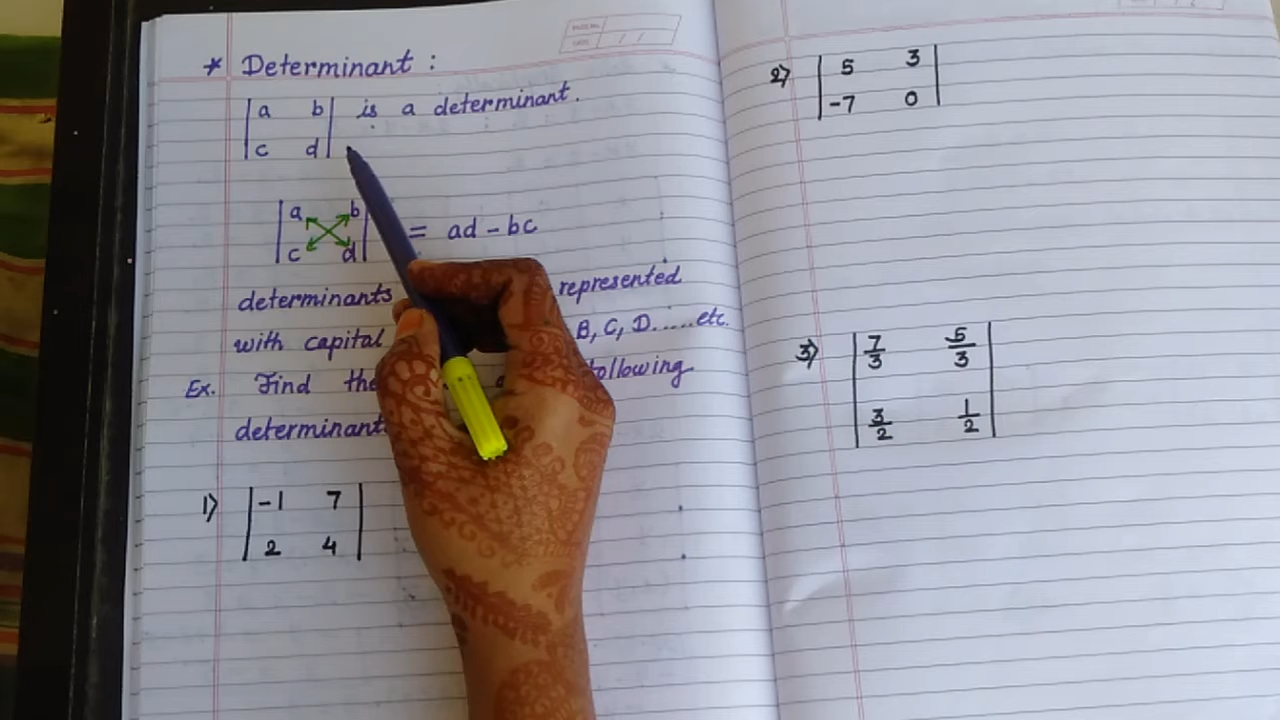 * Determinant :
|a b| is a determinant.
|c d|
|a b|
|c d| = ad - bc
determinants represented
with capital B, C, D.....etc.
Ex. Find the following
determinant
1) |-1 7|
|2 4|
2) |5 3|
|-7 0|
3) |7/3 5/3|
|3/2 1/2|